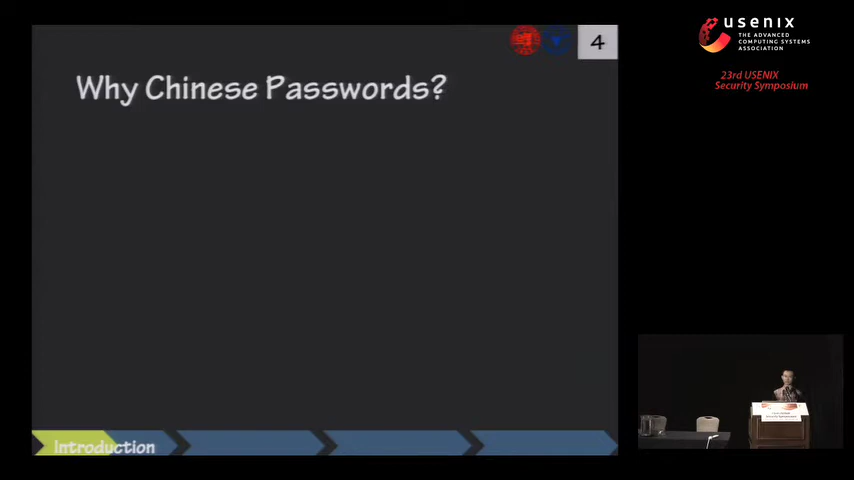 4
Why Chinese Passwords?
Introduction
usenix
THE ADVANCED
COMPUTING SYSTEMS
ASSOCIATION
23rd USENIX
Security Symposium